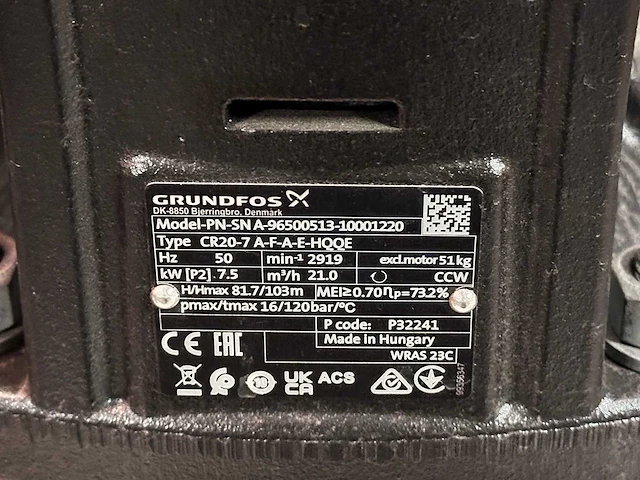 GRUNDFOS
DK-8850 Bjerringbro, Denmark
Model-PN-SN A-96500513-10001220
Type CR20-7 A-F-A-E-HQQE
Hz 50 min-1 2919 excl.motor 51 kg
kW [P2] 7.5 m³/h 21.0 CCW
H/Hmax 81.7/103m MEI≥0.70 ηp=73.2%
pmax/tmax 16/120bar/°C
P code: P32241
Made in Hungary
WRAS 23C
CE EAC
10 UK CA ACS
99356347